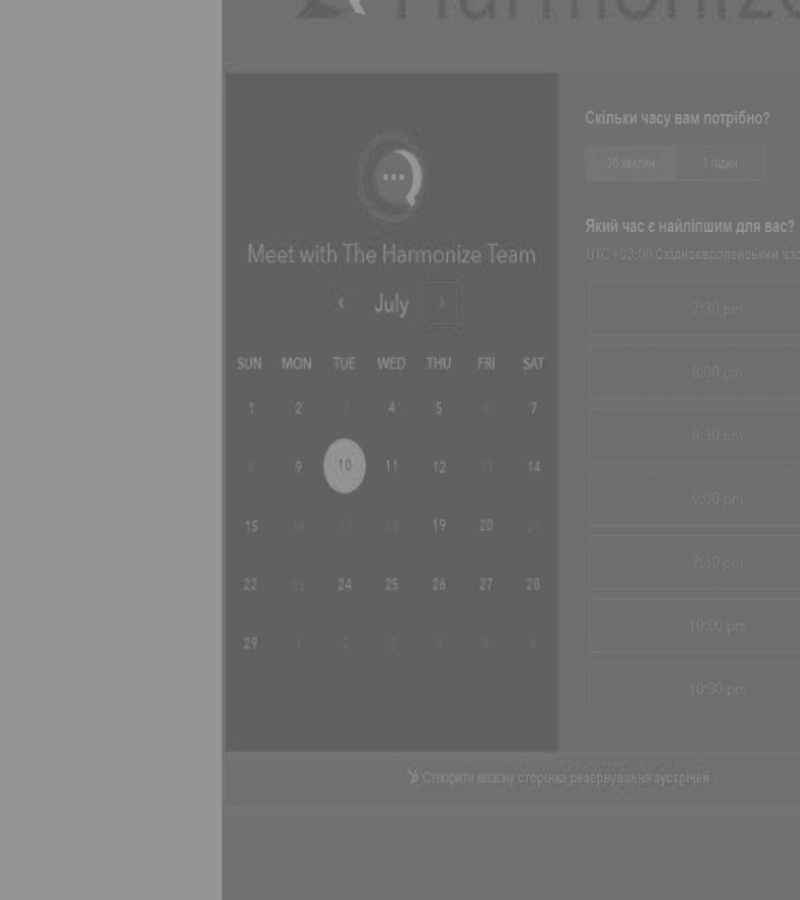 Harmonize
Meet with The Harmonize Team
‹ July ›
SUN MON TUE WED THU FRI SAT
1 2 3 4 5 6 7
8 9 10 11 12 13 14
15 16 17 18 19 20 21
22 23 24 25 26 27 28
29 1 2 3 4 5 6
Скільки часу вам потрібно?
30 хвилин 1 годин
Який час є найліпшим для вас?
UTC +03:00 Східноєвропейський час
7:30 pm
8:00 pm
8:30 pm
9:00 pm
9:30 pm
10:00 pm
10:30 pm
Створити власну сторінка резервування зустрічей